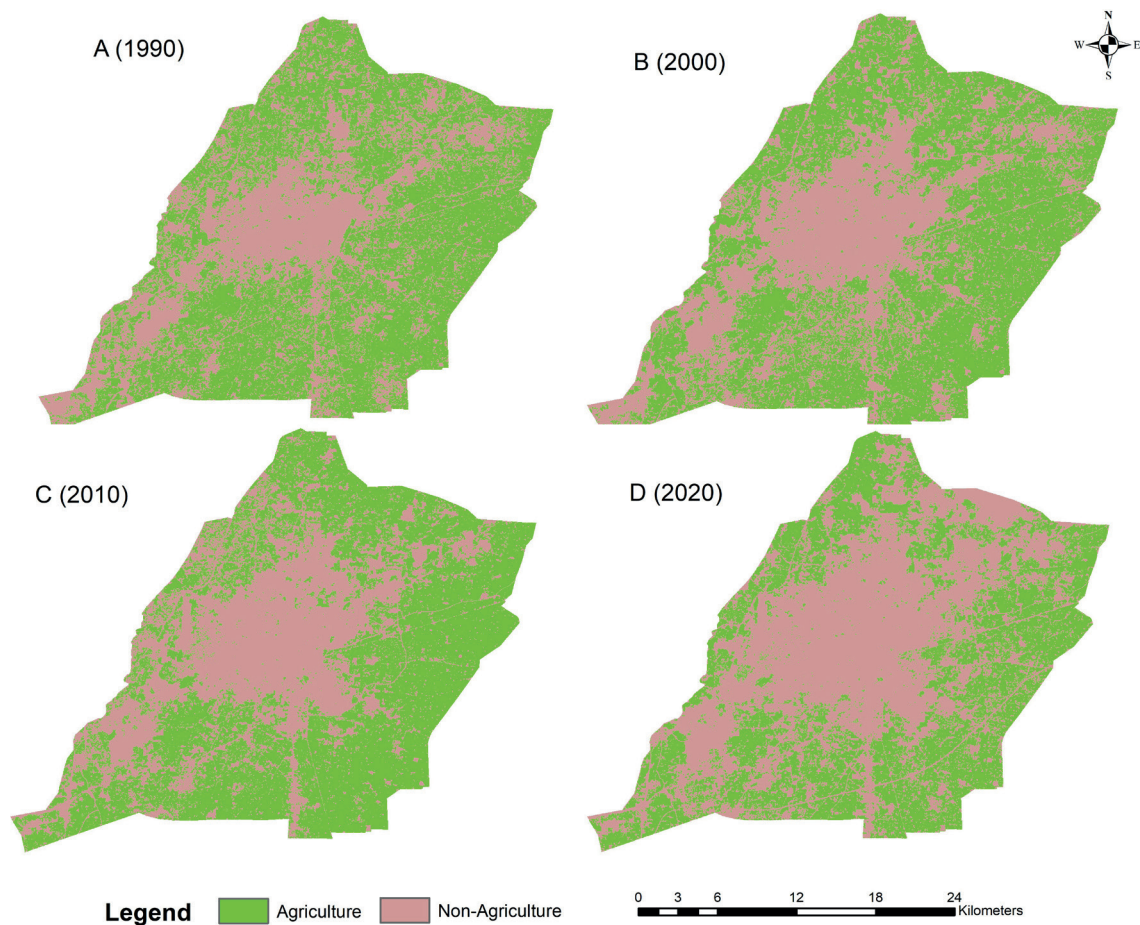 A (1990)
B (2000)
N
W E
S
C (2010)
D (2020)
Legend Agriculture Non-Agriculture
0 3 6 12 18 24
Kilometers